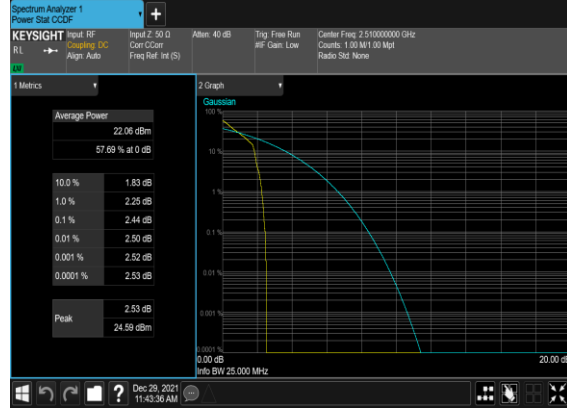 Spectrum Analyzer 1
Power Stat CCDF
+
KEYSIGHT
RL
Input: RF
Coupling: DC
Align: Auto
Input Z: 50 Ω
Corr CCorr
Freq Ref: Int (S)
Atten: 40 dB
Trig: Free Run
#IF Gain: Low
Center Freq: 2.510000000 GHz
Counts: 1.00 M/1.00 Mpt
Radio Std: None
1 Metrics
Average Power
22.06 dBm
57.69 % at 0 dB
10.0 % 1.83 dB
1.0 % 2.25 dB
0.1 % 2.44 dB
0.01 % 2.50 dB
0.001 % 2.52 dB
0.0001 % 2.53 dB
Peak
2.53 dB
24.59 dBm
2 Graph
Gaussian
100 %
10 %
1 %
0.1 %
0.01 %
0.001 %
0.0001 %
0.00 dB
20.00 dB
Info BW 25.000 MHz
?
Dec 29, 2021
11:43:36 AM